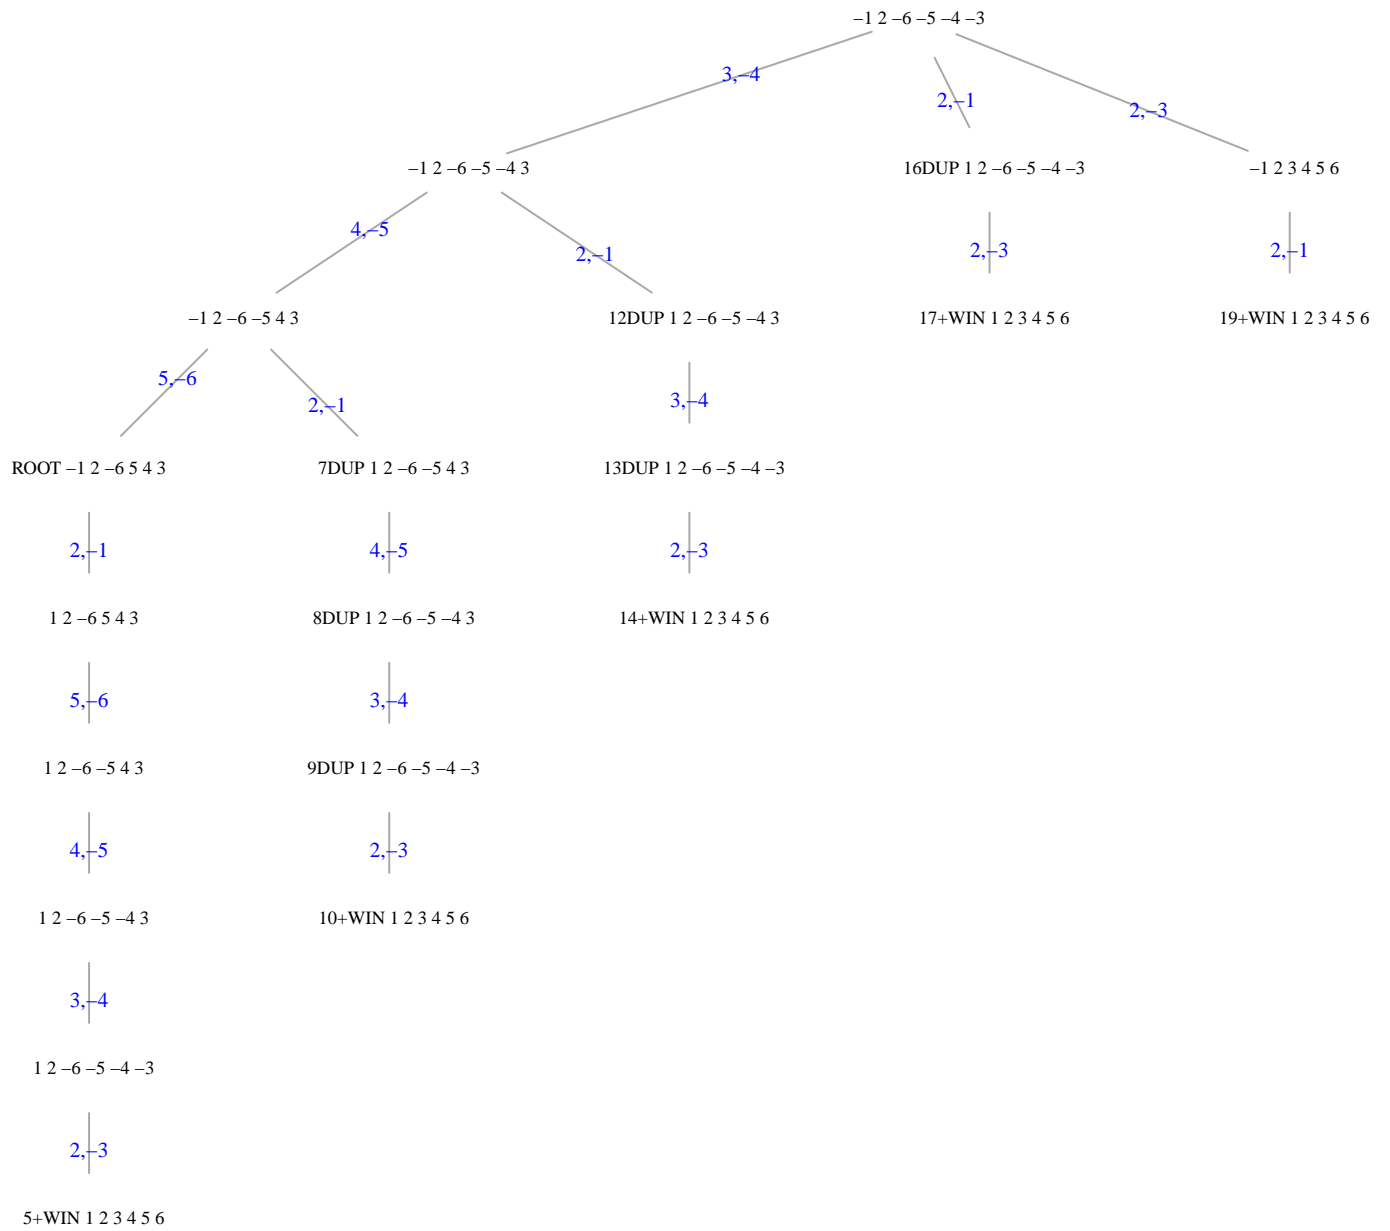 –1 2 –6 –5 –4 –3
3,–4
2,–1
2,–3
–1 2 –6 –5 –4 3
16DUP 1 2 –6 –5 –4 –3
–1 2 3 4 5 6
4,–5
2,–1
2,–3
2,–1
–1 2 –6 –5 4 3
12DUP 1 2 –6 –5 –4 3
17+WIN 1 2 3 4 5 6
19+WIN 1 2 3 4 5 6
5,–6
2,–1
3,–4
ROOT –1 2 –6 5 4 3
7DUP 1 2 –6 –5 4 3
13DUP 1 2 –6 –5 –4 –3
2,–1
4,–5
2,–3
1 2 –6 5 4 3
8DUP 1 2 –6 –5 –4 3
14+WIN 1 2 3 4 5 6
5,–6
3,–4
1 2 –6 –5 4 3
9DUP 1 2 –6 –5 –4 –3
4,–5
2,–3
1 2 –6 –5 –4 3
10+WIN 1 2 3 4 5 6
3,–4
1 2 –6 –5 –4 –3
2,–3
5+WIN 1 2 3 4 5 6